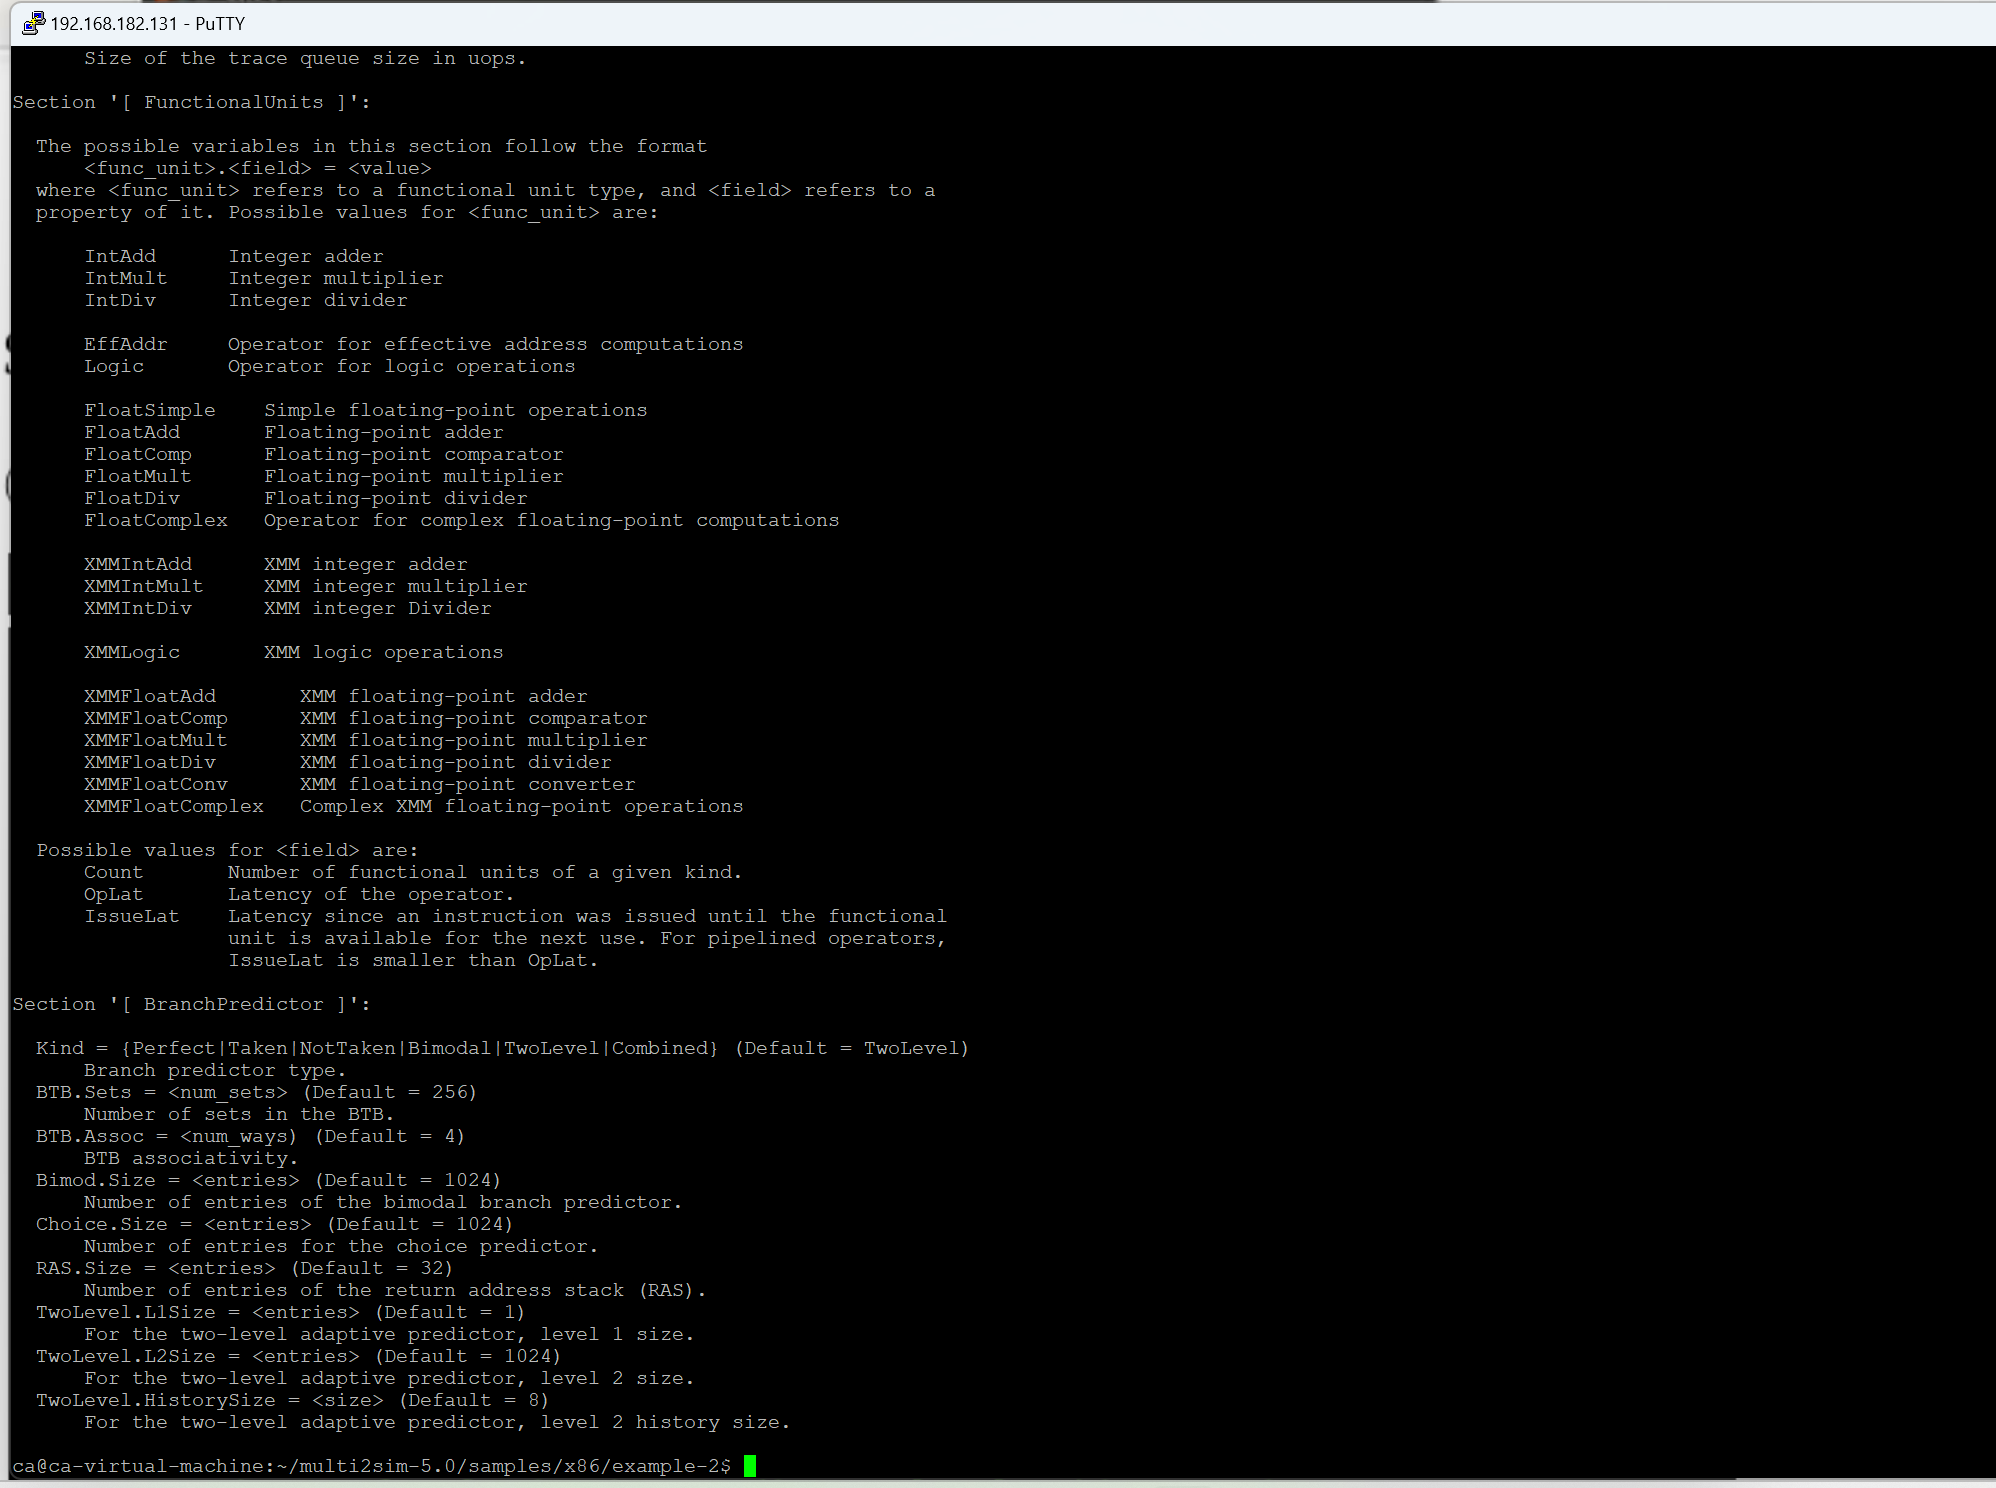 192.168.182.131 - PuTTY
Size of the trace queue size in uops.
Section '[ FunctionalUnits ]':
The possible variables in this section follow the format
<func_unit>.<field> = <value>
where <func_unit> refers to a functional unit type, and <field> refers to a
property of it. Possible values for <func_unit> are:
IntAdd Integer adder
IntMult Integer multiplier
IntDiv Integer divider
EffAddr Operator for effective address computations
Logic Operator for logic operations
FloatSimple Simple floating-point operations
FloatAdd Floating-point adder
FloatComp Floating-point comparator
FloatMult Floating-point multiplier
FloatDiv Floating-point divider
FloatComplex Operator for complex floating-point computations
XMMIntAdd XMM integer adder
XMMIntMult XMM integer multiplier
XMMIntDiv XMM integer Divider
XMMLogic XMM logic operations
XMMFloatAdd XMM floating-point adder
XMMFloatComp XMM floating-point comparator
XMMFloatMult XMM floating-point multiplier
XMMFloatDiv XMM floating-point divider
XMMFloatConv XMM floating-point converter
XMMFloatComplex Complex XMM floating-point operations
Possible values for <field> are:
Count Number of functional units of a given kind.
OpLat Latency of the operator.
IssueLat Latency since an instruction was issued until the functional
unit is available for the next use. For pipelined operators,
IssueLat is smaller than OpLat.
Section '[ BranchPredictor ]':
Kind = {Perfect|Taken|NotTaken|Bimodal|TwoLevel|Combined} (Default = TwoLevel)
Branch predictor type.
BTB.Sets = <num_sets> (Default = 256)
Number of sets in the BTB.
BTB.Assoc = <num_ways) (Default = 4)
BTB associativity.
Bimod.Size = <entries> (Default = 1024)
Number of entries of the bimodal branch predictor.
Choice.Size = <entries> (Default = 1024)
Number of entries for the choice predictor.
RAS.Size = <entries> (Default = 32)
Number of entries of the return address stack (RAS).
TwoLevel.L1Size = <entries> (Default = 1)
For the two-level adaptive predictor, level 1 size.
TwoLevel.L2Size = <entries> (Default = 1024)
For the two-level adaptive predictor, level 2 size.
TwoLevel.HistorySize = <size> (Default = 8)
For the two-level adaptive predictor, level 2 history size.
ca@ca-virtual-machine:~/multi2sim-5.0/samples/x86/example-2$